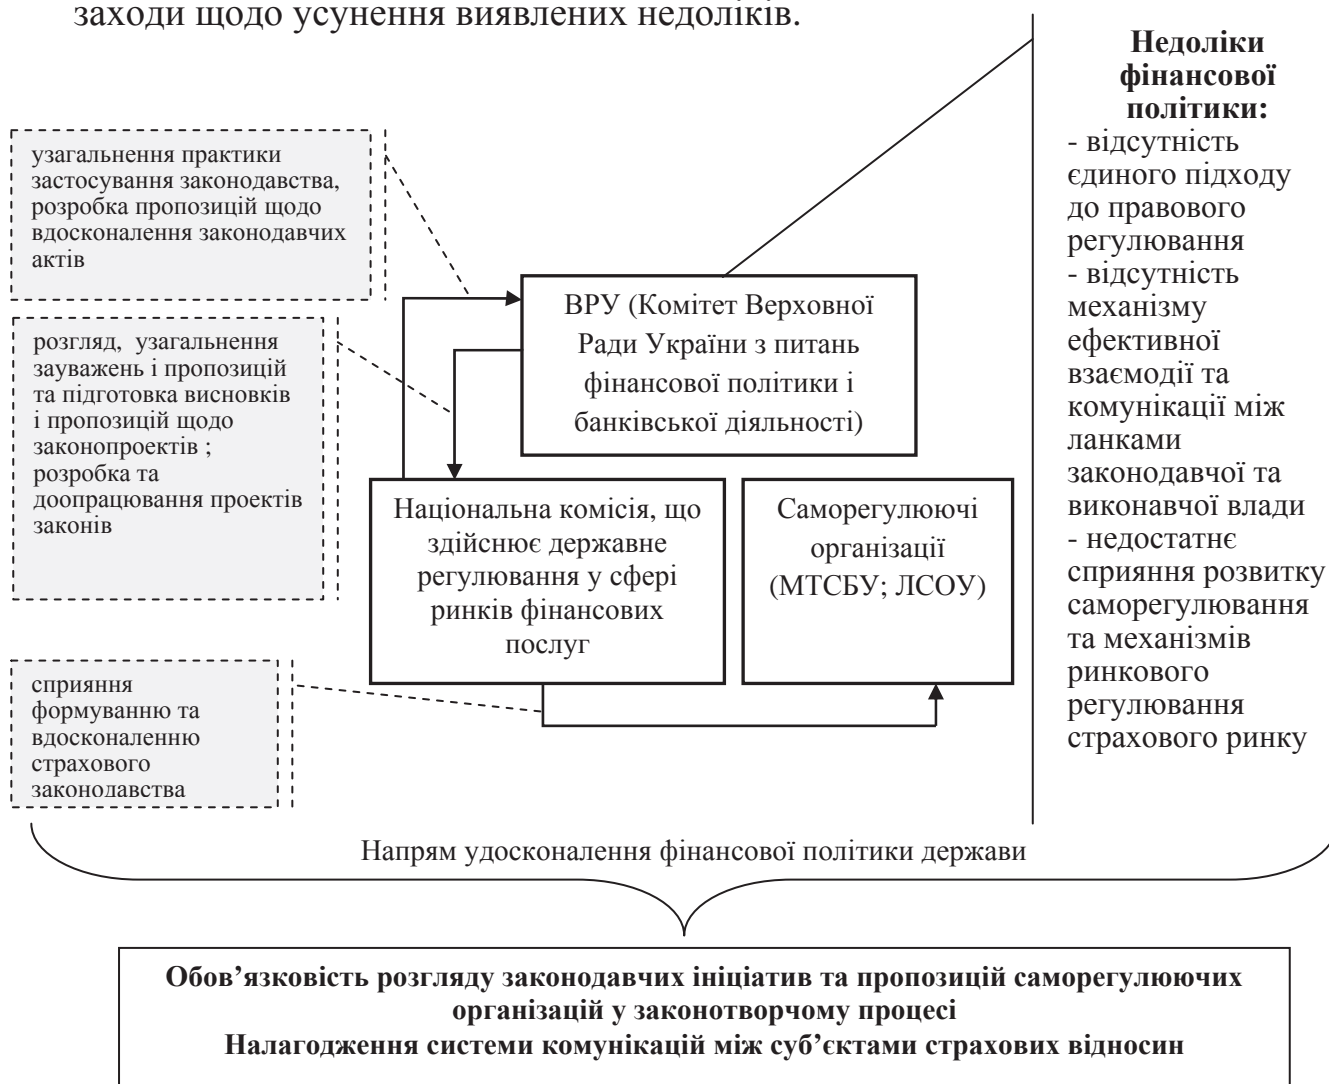 заходи щодо усунення виявлених недоліків.
узагальнення практики
застосування законодавства,
розробка пропозицій щодо
вдосконалення законодавчих
актів
розгляд, узагальнення
зауважень і пропозицій
та підготовка висновків
і пропозицій щодо
законопроектів ;
розробка та
доопрацювання проектів
законів
сприяння
формуванню та
вдосконаленню
страхового
законодавства
ВРУ (Комітет Верховної
Ради України з питань
фінансової політики і
банківської діяльності)
Національна комісія, що
здійснює державне
регулювання у сфері
ринків фінансових
послуг
Саморегулюючі
організації
(МТСБУ; ЛСОУ)
Недоліки
фінансової
політики:
- відсутність
єдиного підходу
до правового
регулювання
- відсутність
механізму
ефективної
взаємодії та
комунікації між
ланками
законодавчої та
виконавчої влади
- недостатнє
сприяння розвитку
саморегулювання
та механізмів
ринкового
регулювання
страхового ринку
Напрям удосконалення фінансової політики держави
Обов’язковість розгляду законодавчих ініціатив та пропозицій саморегулюючих
організацій у законотворчому процесі
Налагодження системи комунікацій між суб’єктами страхових відносин